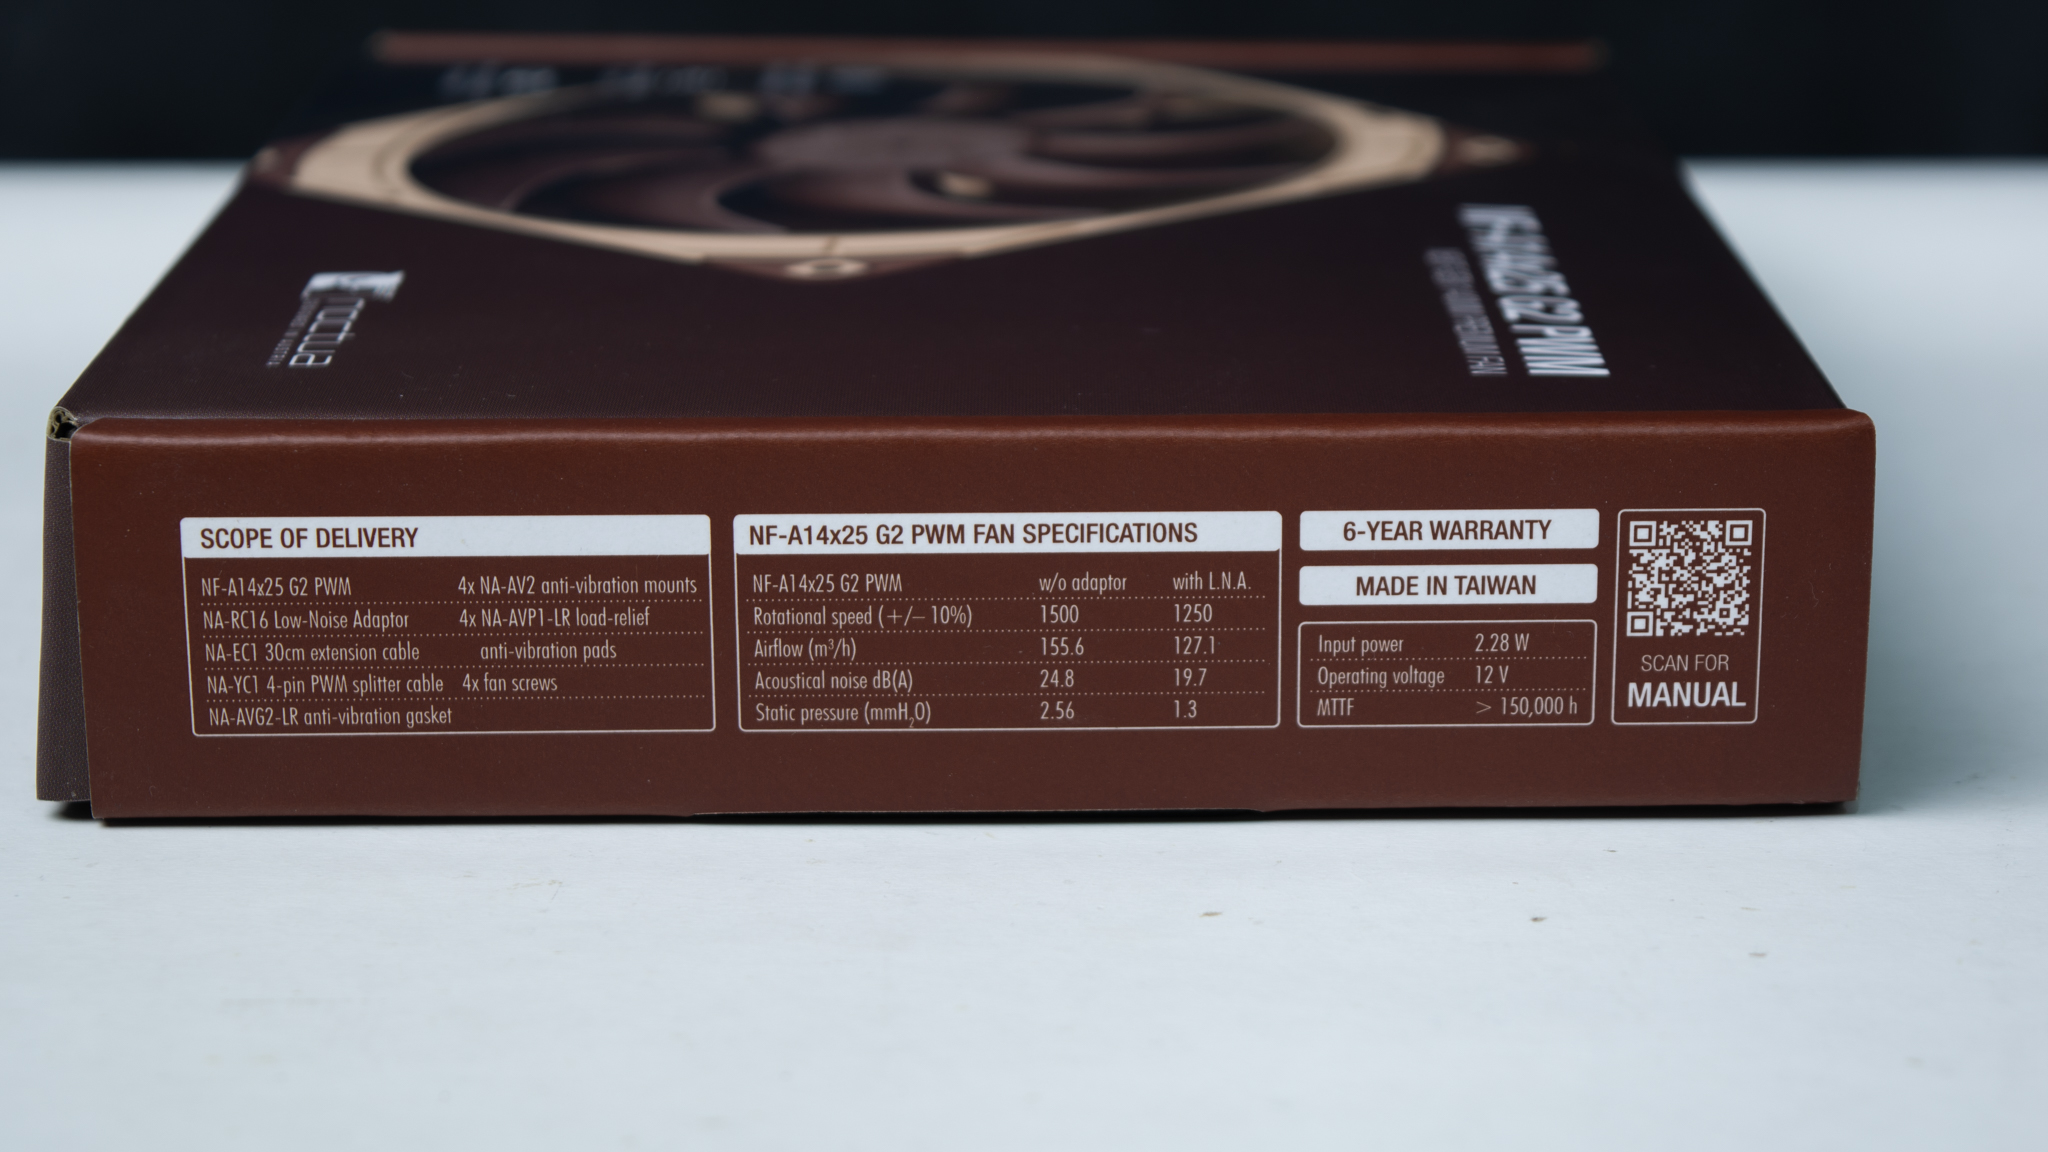 noctua
NF-A14x25 G2 PWM
SCOPE OF DELIVERY
NF-A14x25 G2 PWM
NA-RC16 Low-Noise Adaptor
NA-EC1 30cm extension cable
NA-YC1 4-pin PWM splitter cable
NA-AVG2-LR anti-vibration gasket
4x NA-AV2 anti-vibration mounts
4x NA-AVP1-LR load-relief
anti-vibration pads
4x fan screws
NF-A14x25 G2 PWM FAN SPECIFICATIONS
NF-A14x25 G2 PWM w/o adaptor with L.N.A.
Rotational speed (+/– 10%) 1500 1250
Airflow (m³/h) 155.6 127.1
Acoustical noise dB(A) 24.8 19.7
Static pressure (mmH₂O) 2.56 1.3
6-YEAR WARRANTY
MADE IN TAIWAN
Input power 2.28 W
Operating voltage 12 V
MTTF > 150,000 h
SCAN FOR
MANUAL